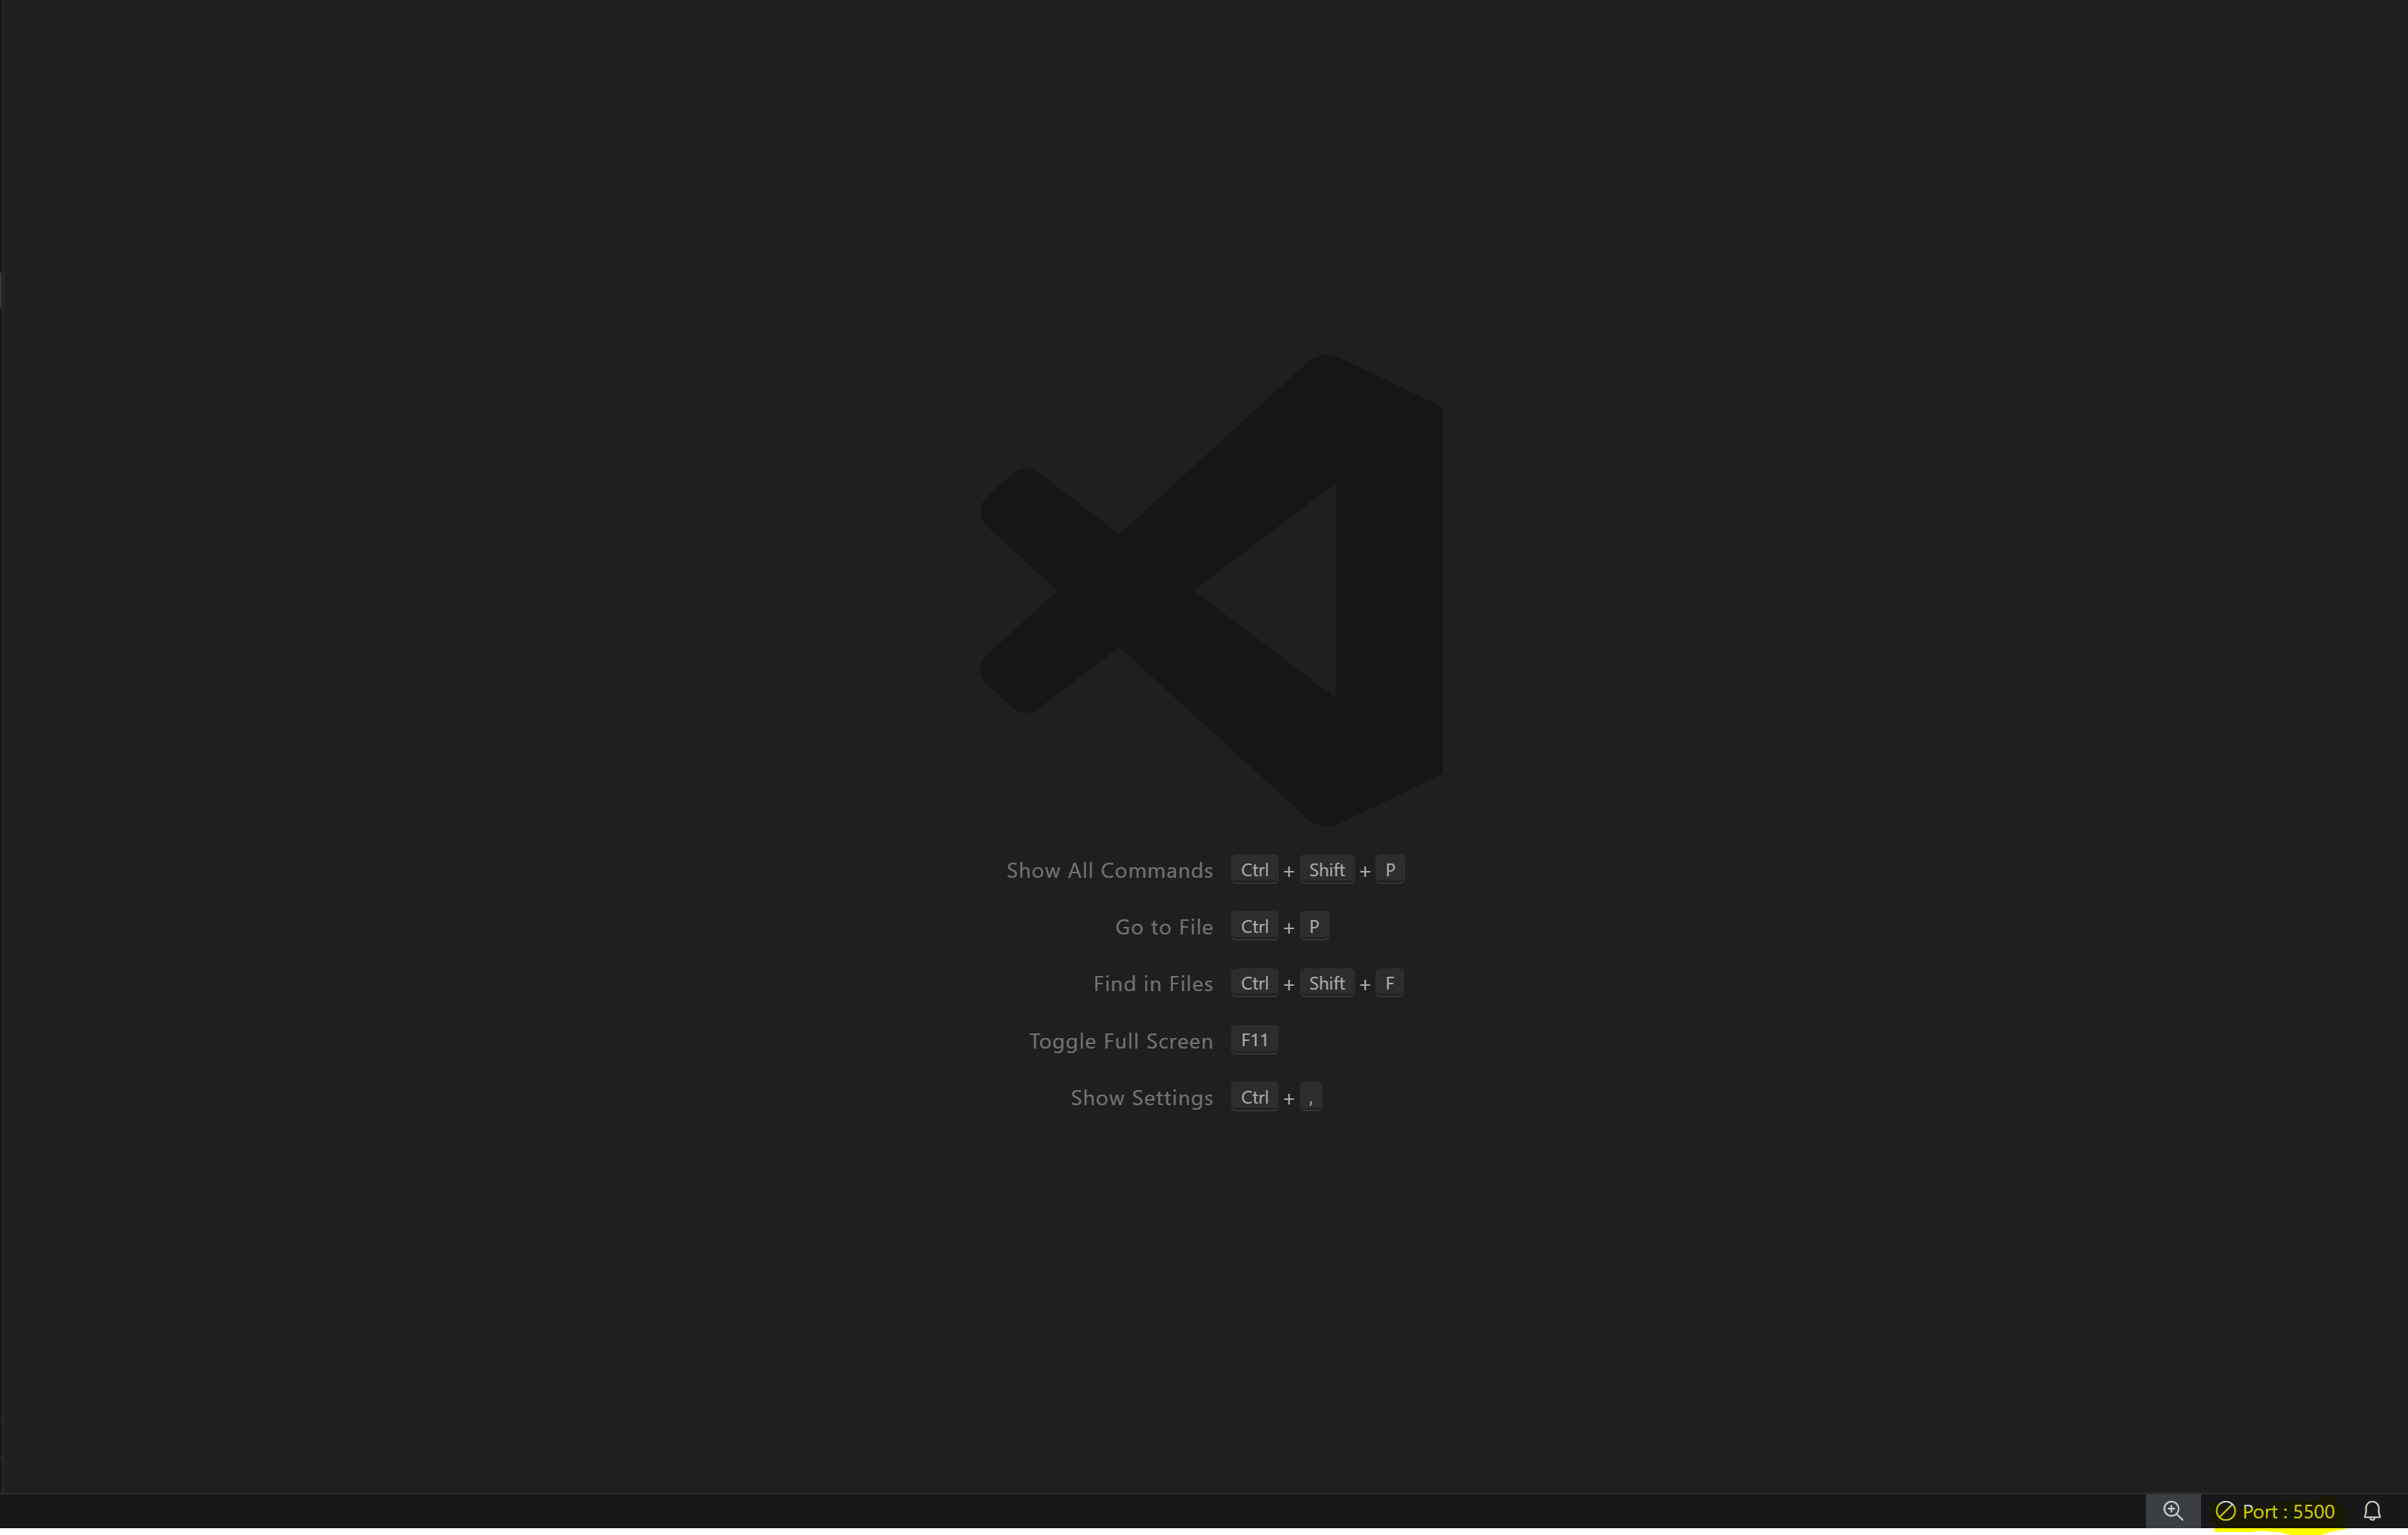 Show All Commands Ctrl + Shift + P
Go to File Ctrl + P
Find in Files Ctrl + Shift + F
Toggle Full Screen F11
Show Settings Ctrl + ,
Port : 5500